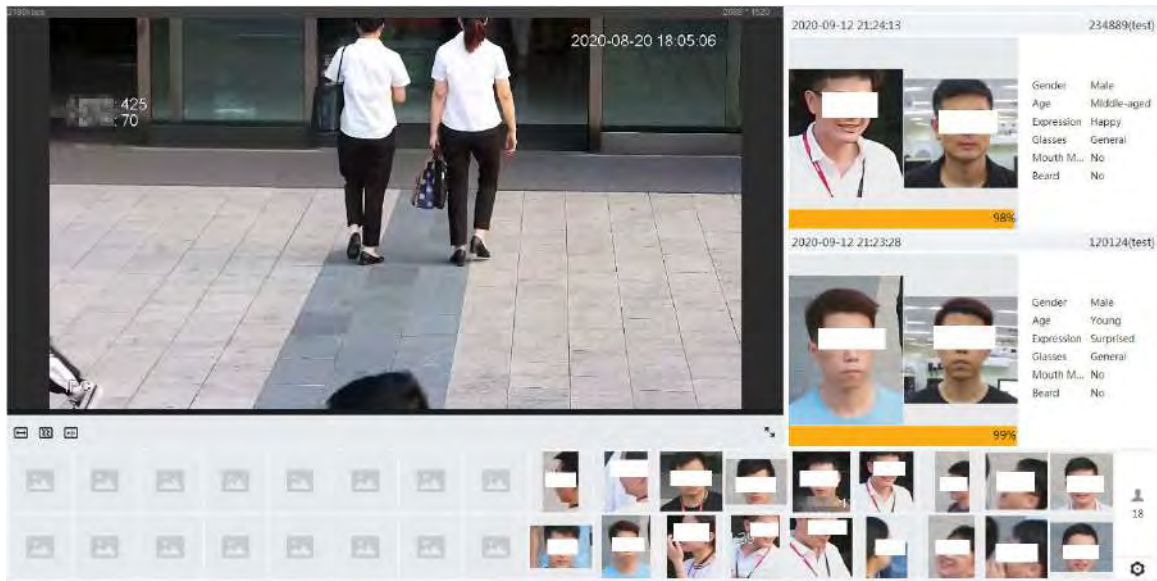 2688 * 1520
2020-08-20 18:05:06
: 425
: 70
2020-09-12 21:24:13 234889(test)
Gender Male
Age Middle-aged
Expression Happy
Glasses General
Mouth M... No
Beard No
98%
2020-09-12 21:23:28 120124(test)
Gender Male
Age Young
Expression Surprised
Glasses General
Mouth M... No
Beard No
99%
18